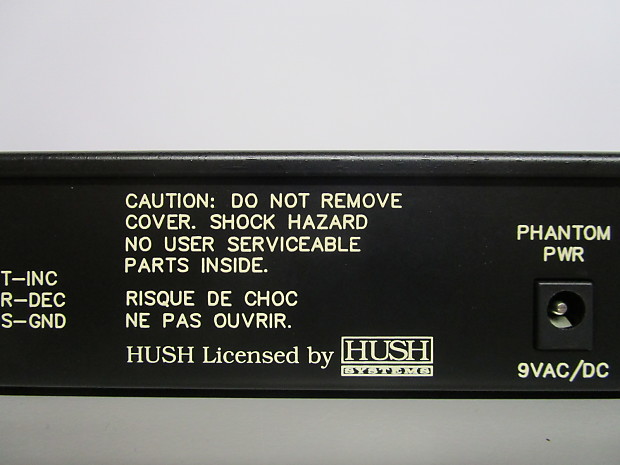 T-INC
R-DEC
S-GND
CAUTION: DO NOT REMOVE
COVER. SHOCK HAZARD
NO USER SERVICEABLE
PARTS INSIDE.
RISQUE DE CHOC
NE PAS OUVRIR.
HUSH Licensed by HUSH
SYSTEMS
PHANTOM
PWR
9VAC/DC